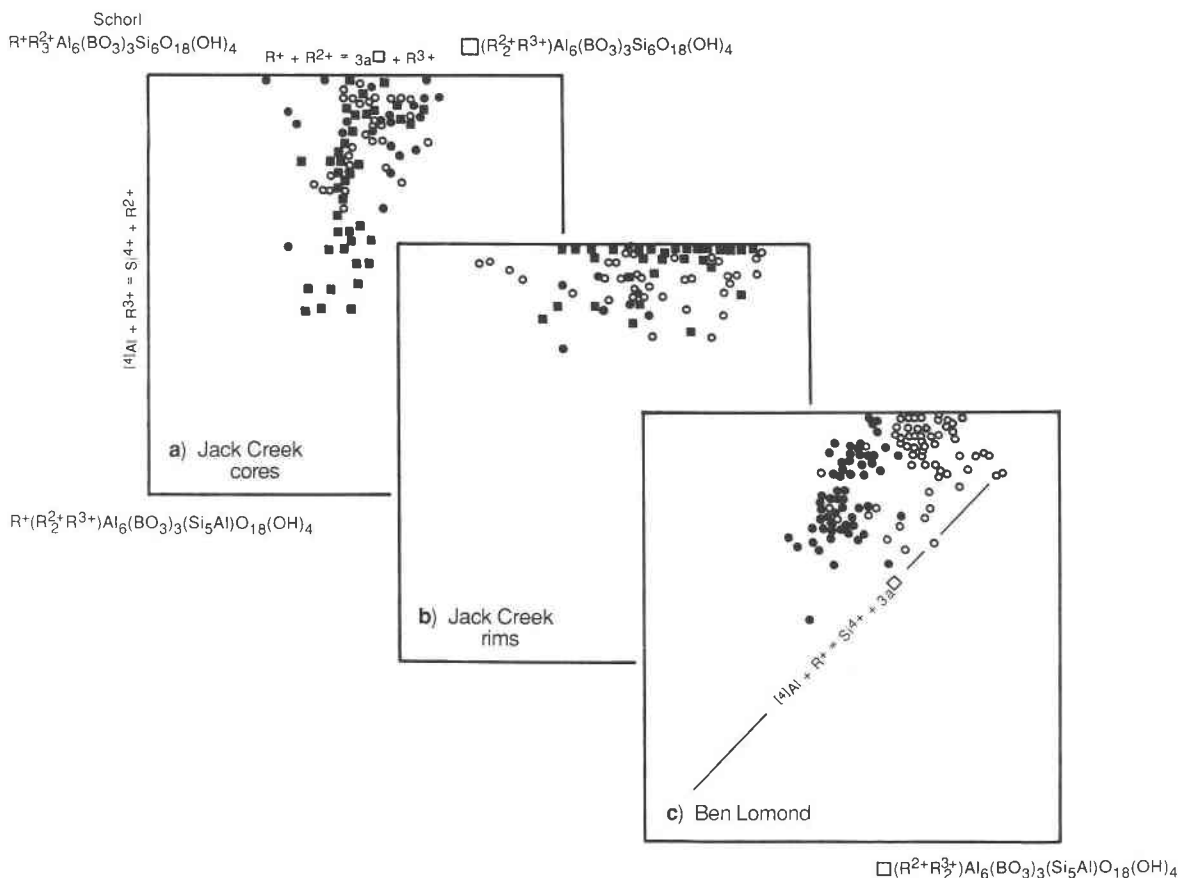 Schorl
R⁺R₃²⁺Al₆(BO₃)₃Si₆O₁₈(OH)₄
R⁺ + R²⁺ = 3a□ + R³⁺
□(R₂²⁺R³⁺)Al₆(BO₃)₃Si₆O₁₈(OH)₄
[4]Al + R³⁺ = Si⁴⁺ + R²⁺
a) Jack Creek
cores
R⁺(R₂²⁺R³⁺)Al₆(BO₃)₃(Si₅Al)O₁₈(OH)₄
b) Jack Creek
rims
[4]Al + R⁺ = Si⁴⁺ + 3a□
c) Ben Lomond
□(R²⁺R₂³⁺)Al₆(BO₃)₃(Si₅Al)O₁₈(OH)₄